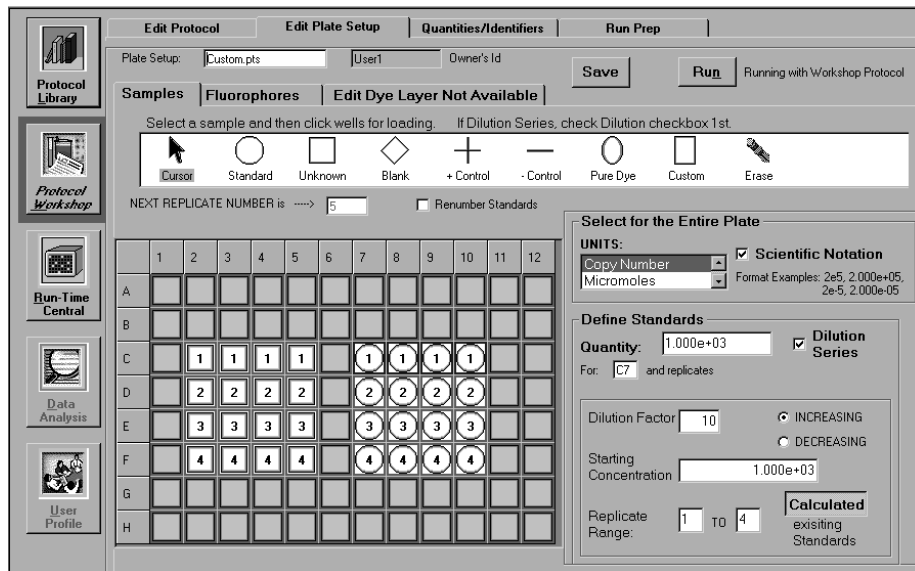 Edit Protocol Edit Plate Setup Quantities/Identifiers Run Prep
Plate Setup: Custom.pts User1 Owner's Id
Save Run Running with Workshop Protocol
Samples Fluorophores Edit Dye Layer Not Available
Select a sample and then click wells for loading. If Dilution Series, check Dilution checkbox 1st.
Cursor Standard Unknown Blank + Control - Control Pure Dye Custom Erase
NEXT REPLICATE NUMBER is ----> 5 Renumber Standards
Protocol
Library
Protocol
Workshop
Run-Time
Central
Data
Analysis
User
Profile
1 2 3 4 5 6 7 8 9 10 11 12
A
B
C 1 1 1 1 1 1 1 1
D 2 2 2 2 2 2 2 2
E 3 3 3 3 3 3 3 3
F 4 4 4 4 4 4 4 4
G
H
Select for the Entire Plate
UNITS:
Copy Number
Micromoles
Scientific Notation
Format Examples: 2e5, 2.000e+05,
2e-5, 2.000e-05
Define Standards
Quantity: 1.000e+03 Dilution
Series
For: C7 and replicates
Dilution Factor 10 INCREASING
DECREASING
Starting
Concentration 1.000e+03
Replicate
Range: 1 TO 4
Calculated
exisiting
Standards